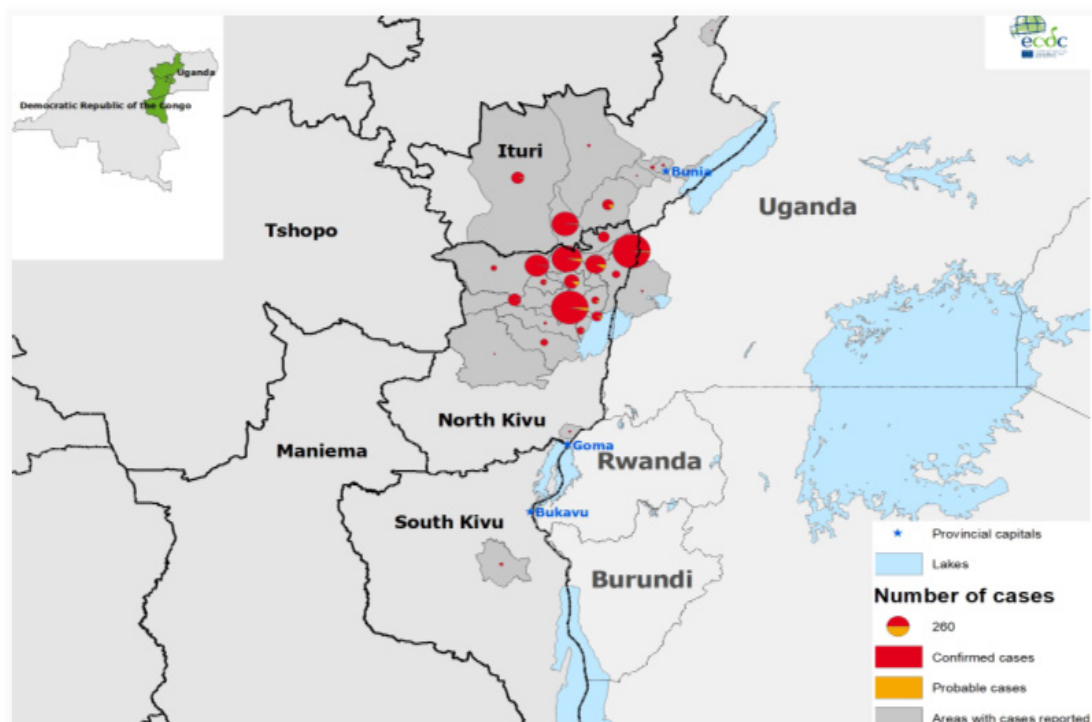 ecdc
Uganda
Democratic Republic of the Congo
Ituri
Bunia
Uganda
Tshopo
North Kivu
Goma
Maniema
Rwanda
South Kivu
Bukavu
Burundi
Provincial capitals
Lakes
Number of cases
260
Confirmed cases
Probable cases
Areas with cases reported